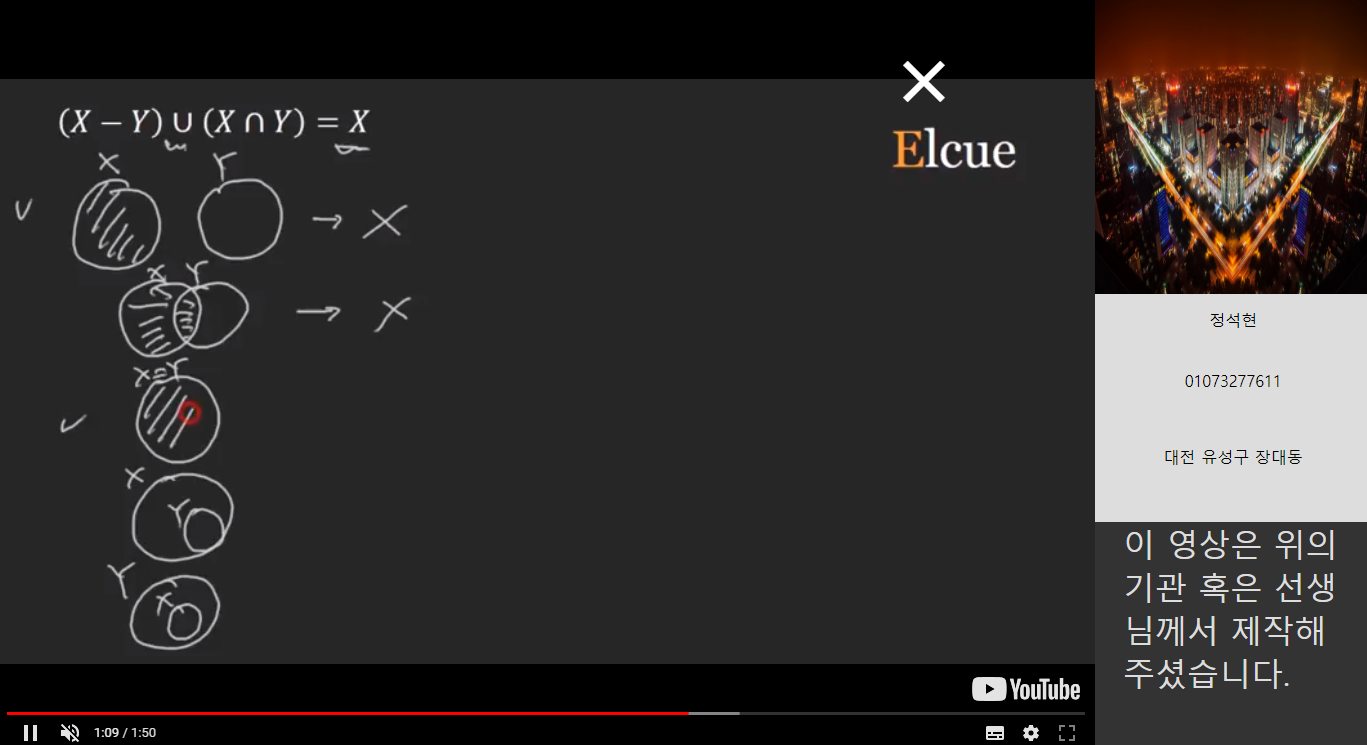 (X − Y) ∪ (X ∩ Y) = X
Elcue
X Y
→ X
X Y
→ X
X=Y
X
Y
Y
X
YouTube
1:09 / 1:50
정석현
01073277611
대전 유성구 장대동
이 영상은 위의
기관 혹은 선생
님께서 제작해
주셨습니다.